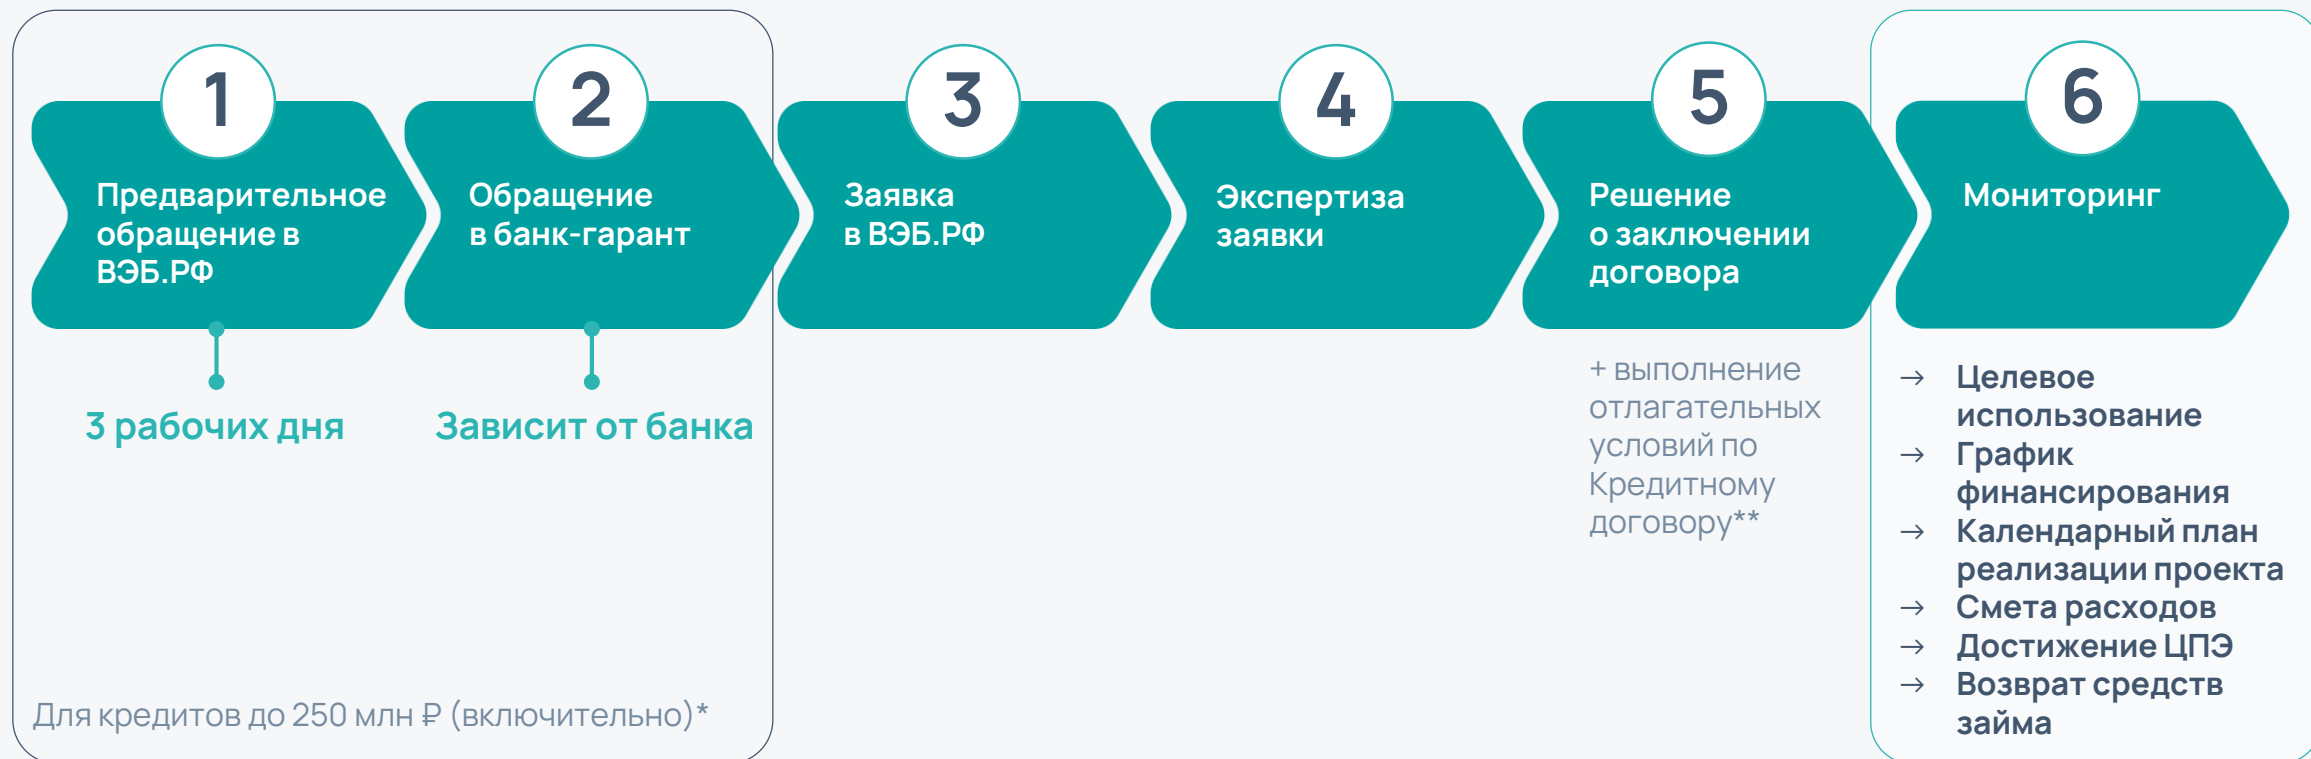 1
Предварительное
обращение в
ВЭБ.РФ
3 рабочих дня
2
Обращение
в банк-гарант
Зависит от банка
Для кредитов до 250 млн ₽ (включительно)*
3
Заявка
в ВЭБ.РФ
4
Экспертиза
заявки
5
Решение
о заключении
договора
+ выполнение
отлагательных
условий по
Кредитному
договору**
6
Мониторинг
→ Целевое
использование
→ График
финансирования
→ Календарный план
реализации проекта
→ Смета расходов
→ Достижение ЦПЭ
→ Возврат средств
займа